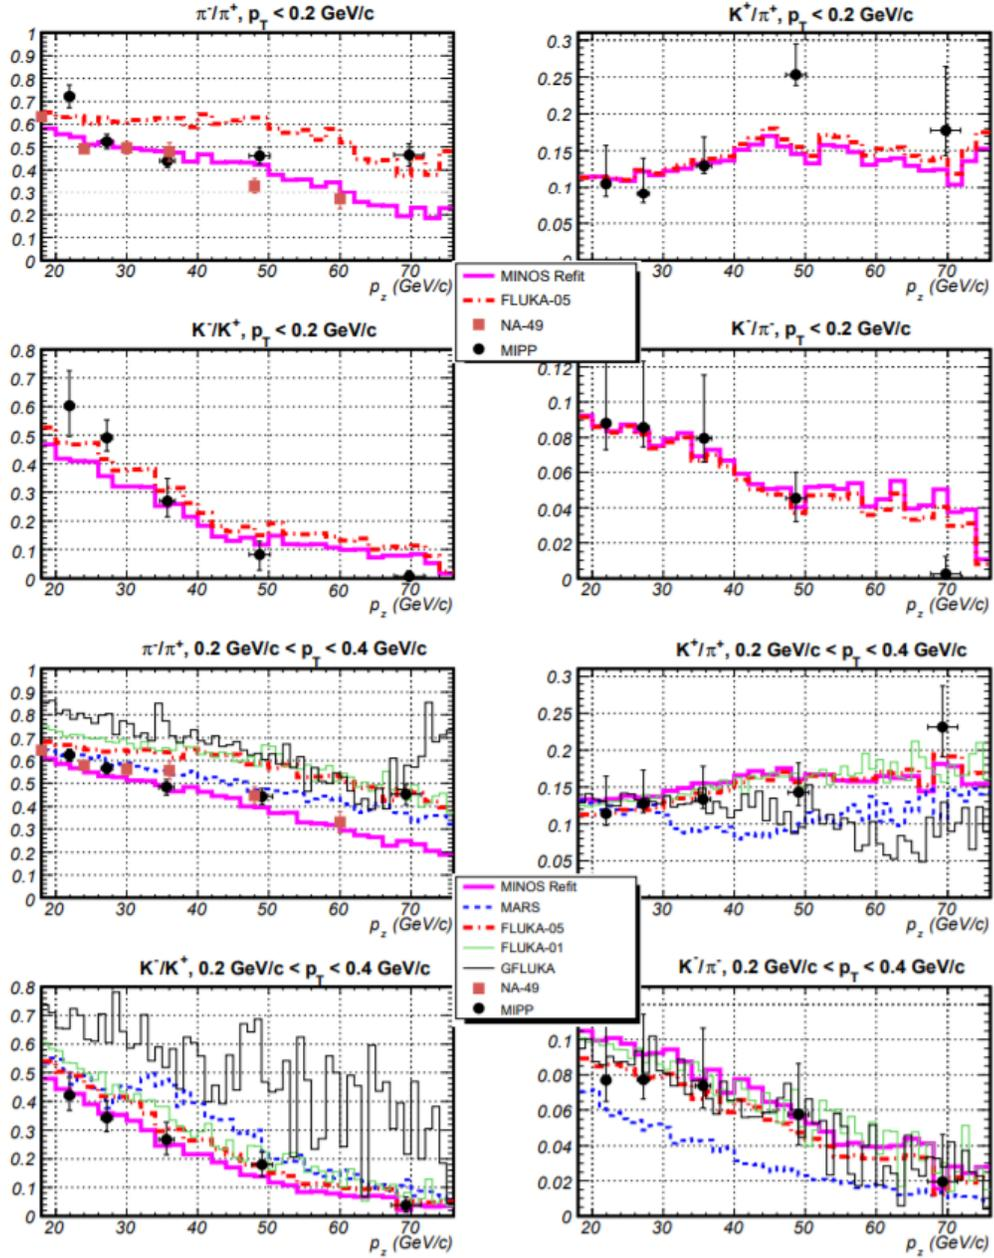 π⁻/π⁺, p_T < 0.2 GeV/c
1
0.9
0.8
0.7
0.6
0.5
0.4
0.3
0.2
0.1
0
20 30 40 50 60 70
p_z (GeV/c)
K⁺/π⁺, p_T < 0.2 GeV/c
0.3
0.25
0.2
0.15
0.1
0.05
20 30 40 50 60 70
p_z (GeV/c)
MINOS Refit
FLUKA-05
NA-49
MIPP
K⁻/K⁺, p_T < 0.2 GeV/c
0.8
0.7
0.6
0.5
0.4
0.3
0.2
0.1
0
20 30 40 50 60 70
p_z (GeV/c)
K⁻/π⁻, p_T < 0.2 GeV/c
0.12
0.1
0.08
0.06
0.04
0.02
0
20 30 40 50 60 70
p_z (GeV/c)
π⁻/π⁺, 0.2 GeV/c < p_T < 0.4 GeV/c
1
0.9
0.8
0.7
0.6
0.5
0.4
0.3
0.2
0.1
0
20 30 40 50 60 70
p_z (GeV/c)
K⁺/π⁺, 0.2 GeV/c < p_T < 0.4 GeV/c
0.3
0.25
0.2
0.15
0.1
0.05
30 40 50 60 70
p_z (GeV/c)
MINOS Refit
MARS
FLUKA-05
FLUKA-01
GFLUKA
NA-49
MIPP
K⁻/K⁺, 0.2 GeV/c < p_T < 0.4 GeV/c
0.8
0.7
0.6
0.5
0.4
0.3
0.2
0.1
0
20 30 40 50 60 70
p_z (GeV/c)
K⁻/π⁻, 0.2 GeV/c < p_T < 0.4 GeV/c
0.1
0.08
0.06
0.04
0.02
0
20 30 40 50 60 70
p_z (GeV/c)